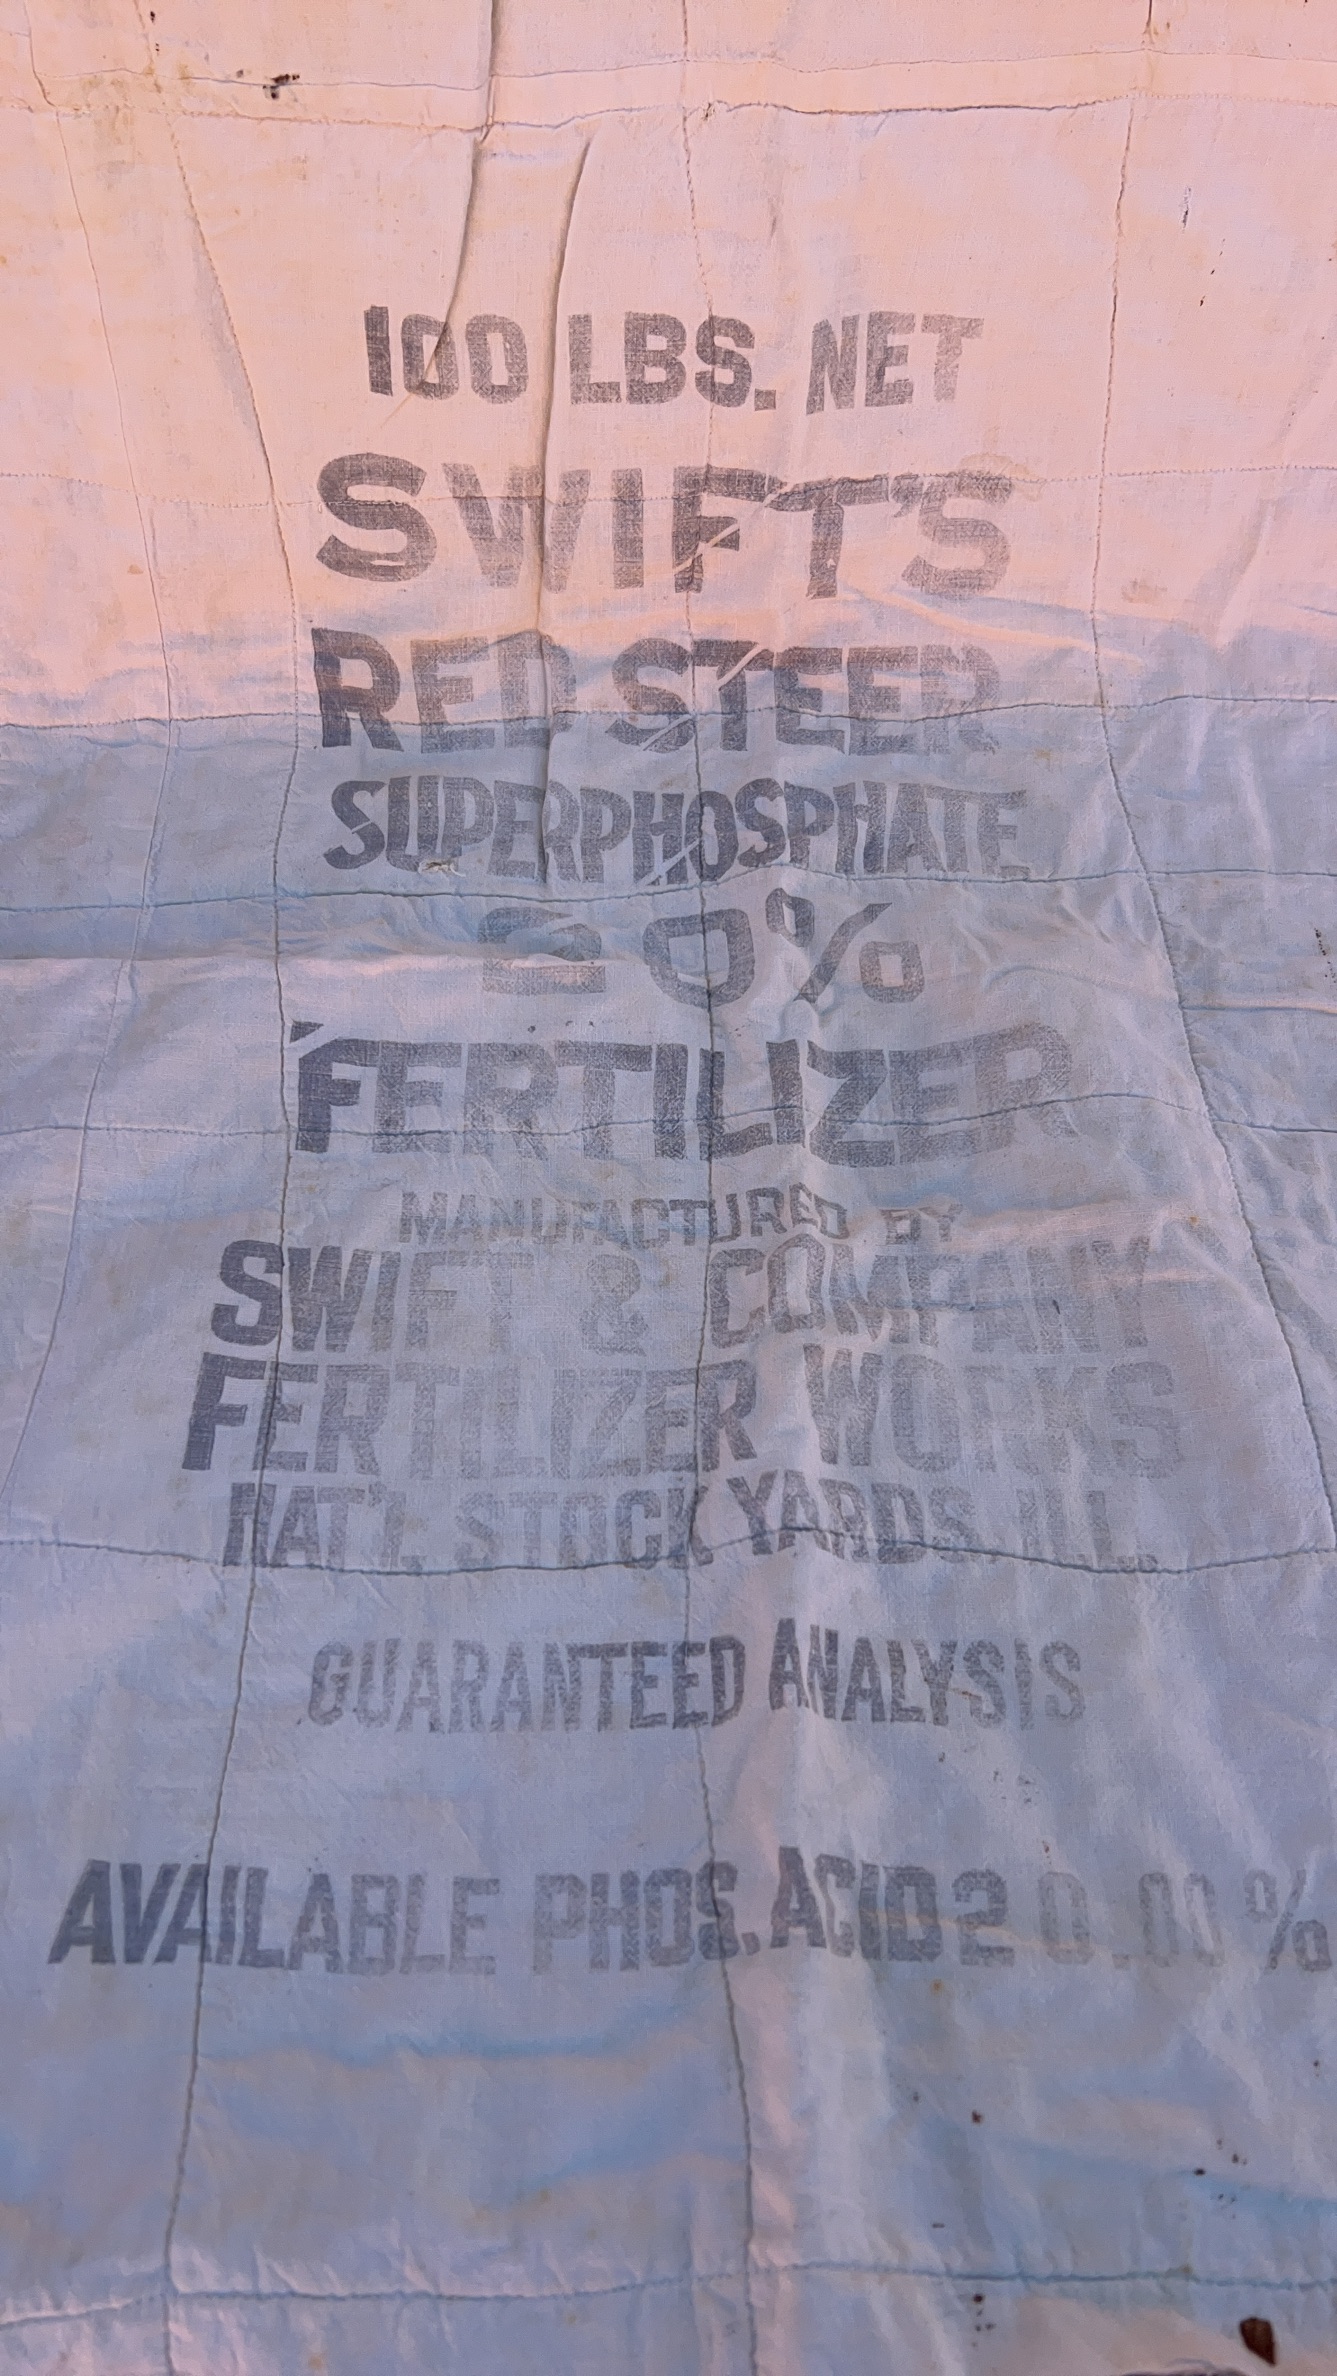 100 LBS. NET
SWIFT'S
RED STEER
SUPERPHOSPHATE
20%
FERTILIZER
MANUFACTURED BY
SWIFT & COMPANY
FERTILIZER WORKS
NAT'L STOCK YARDS. ILL.
GUARANTEED ANALYSIS
AVAILABLE PHOS. ACID 20.00%